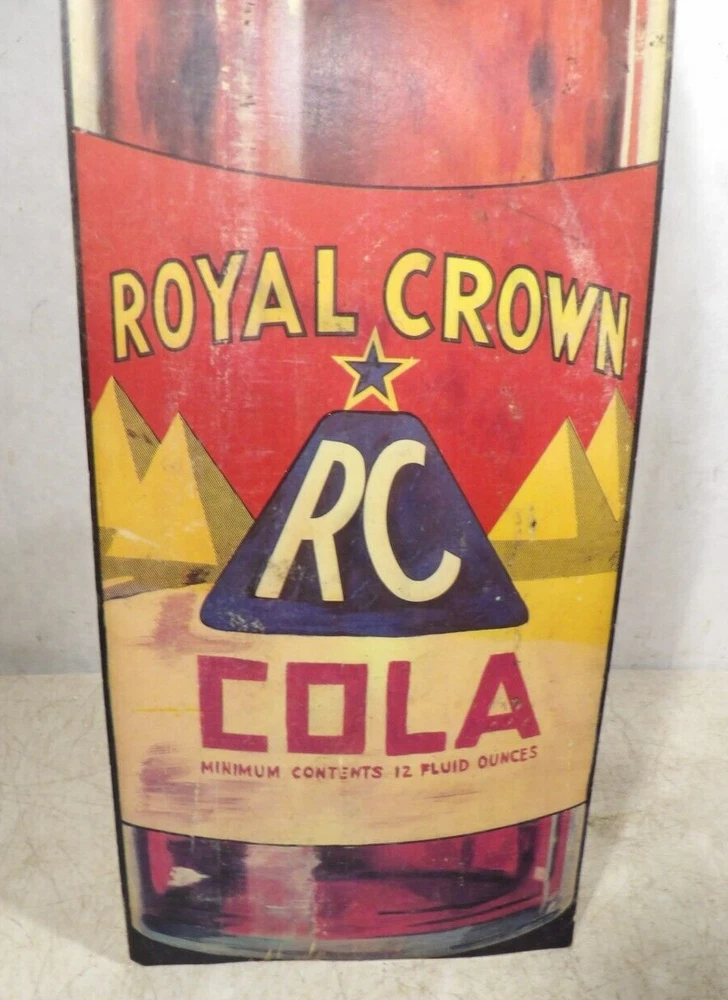 ROYAL CROWN
RC
COLA
MINIMUM CONTENTS 12 FLUID OUNCES